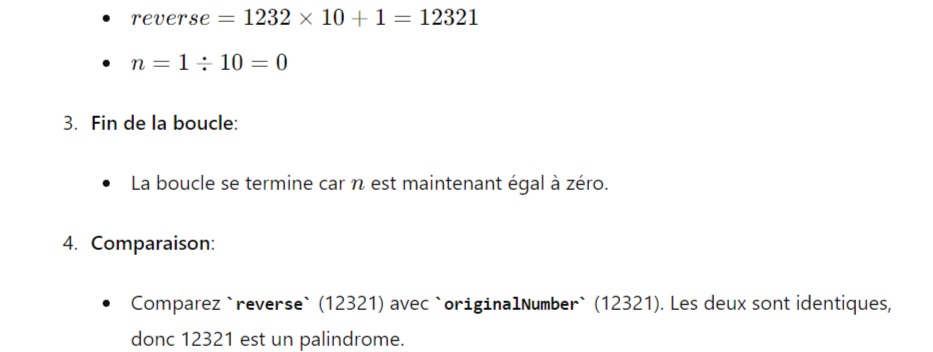 • reverse = 1232 × 10 + 1 = 12321
• n = 1 ÷ 10 = 0
3. Fin de la boucle:
• La boucle se termine car n est maintenant égal à zéro.
4. Comparaison:
• Comparez `reverse` (12321) avec `originalNumber` (12321). Les deux sont identiques,
donc 12321 est un palindrome.